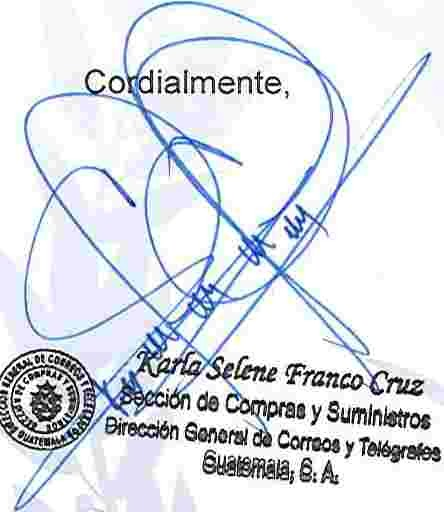 Cordialmente,
Karla Selene Franco Cruz
Sección de Compras y Suministros
Dirección General de Correos y Telégrafos
Guatemala, C. A.